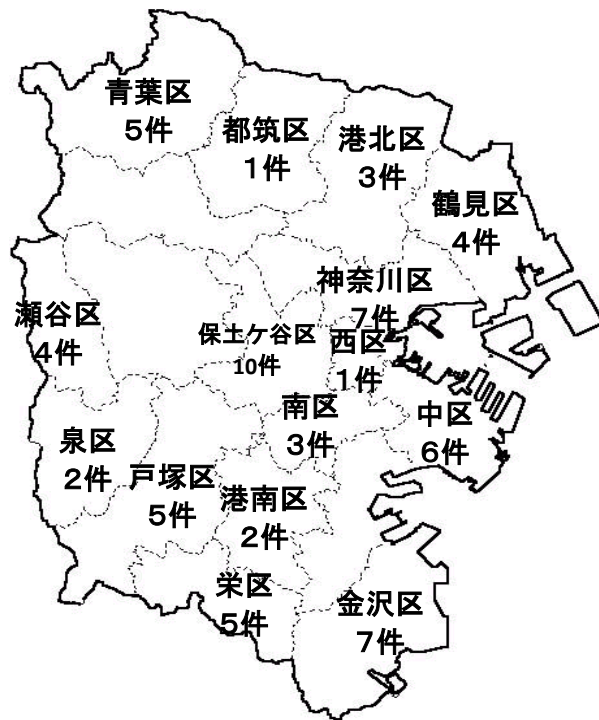 青葉区
５件
都筑区
１件
港北区
３件
鶴見区
４件
神奈川区
７件
瀬谷区
４件
保土ケ谷区
10件
西区
１件
南区
３件
中区
６件
泉区
２件
戸塚区
５件
港南区
２件
栄区
５件
金沢区
７件